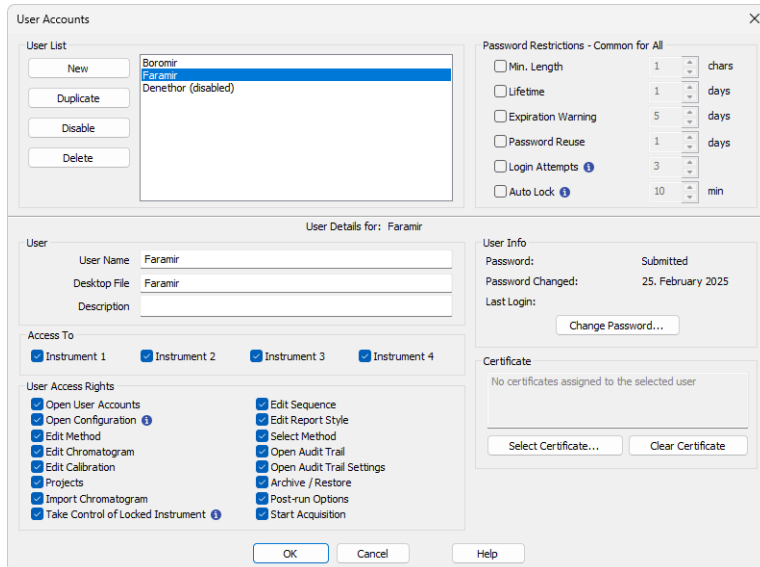 User Accounts
User List
New
Duplicate
Disable
Delete
Boromir
Faramir
Denethor (disabled)
Password Restrictions - Common for All
Min. Length 1 chars
Lifetime 1 days
Expiration Warning 5 days
Password Reuse 1 days
Login Attempts 3
Auto Lock 10 min
User Details for: Faramir
User
User Name Faramir
Desktop File Faramir
Description
Access To
Instrument 1 Instrument 2 Instrument 3 Instrument 4
User Access Rights
Open User Accounts
Open Configuration
Edit Method
Edit Chromatogram
Edit Calibration
Projects
Import Chromatogram
Take Control of Locked Instrument
Edit Sequence
Edit Report Style
Select Method
Open Audit Trail
Open Audit Trail Settings
Archive / Restore
Post-run Options
Start Acquisition
User Info
Password: Submitted
Password Changed: 25. February 2025
Last Login:
Change Password...
Certificate
No certificates assigned to the selected user
Select Certificate... Clear Certificate
OK Cancel Help